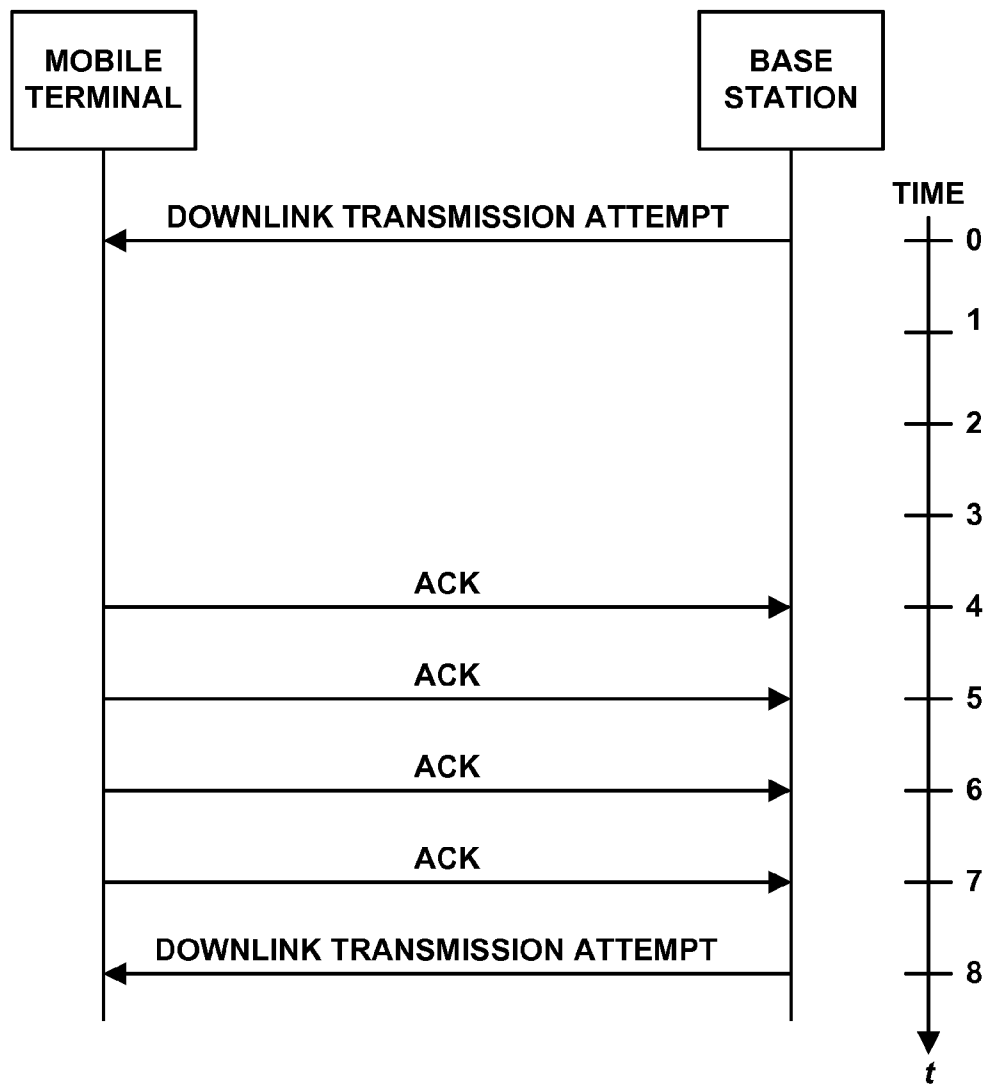 MOBILE
TERMINAL
BASE
STATION
TIME
DOWNLINK TRANSMISSION ATTEMPT
0
1
2
3
ACK
4
ACK
5
ACK
6
ACK
7
DOWNLINK TRANSMISSION ATTEMPT
8
t